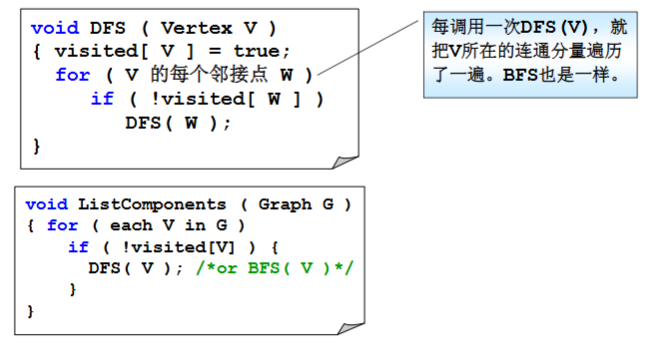 void DFS ( Vertex V )
{ visited[ V ] = true;
for ( V 的每个邻接点 W )
if ( !visited[ W ] )
DFS( W );
}
每调用一次DFS(V)，就
把V所在的连通分量遍历
了一遍。BFS也是一样。
void ListComponents ( Graph G )
{ for ( each V in G )
if ( !visited[V] ) {
DFS( V ); /*or BFS( V )*/
}
}